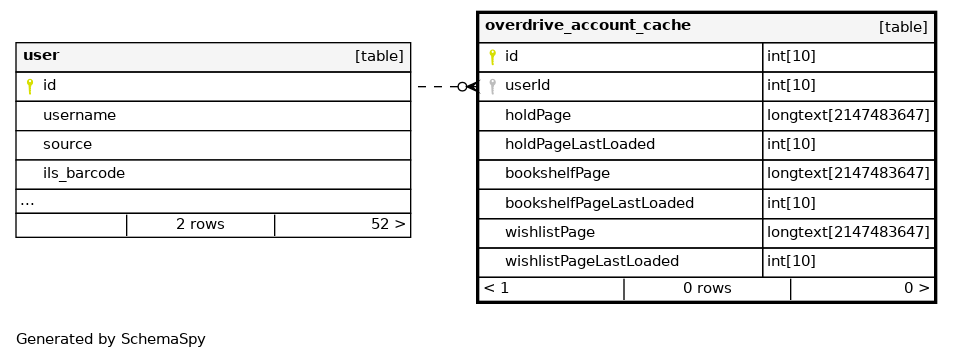 user [table]
id
username
source
ils_barcode
...
2 rows 52 >
overdrive_account_cache [table]
id int[10]
userId int[10]
holdPage longtext[2147483647]
holdPageLastLoaded int[10]
bookshelfPage longtext[2147483647]
bookshelfPageLastLoaded int[10]
wishlistPage longtext[2147483647]
wishlistPageLastLoaded int[10]
< 1 0 rows 0 >
Generated by SchemaSpy